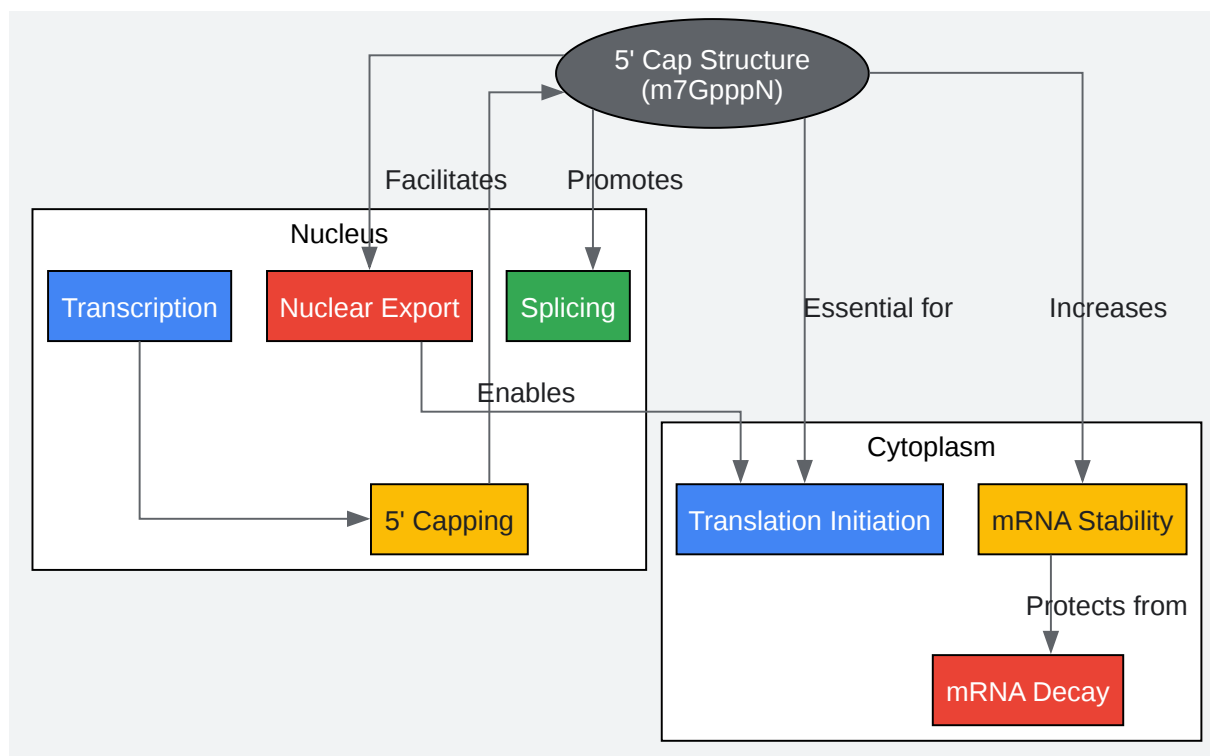 5' Cap Structure
(m7GpppN)
Facilitates
Promotes
Nucleus
Transcription
Nuclear Export
Splicing
Essential for
Increases
Enables
Cytoplasm
5' Capping
Translation Initiation
mRNA Stability
Protects from
mRNA Decay